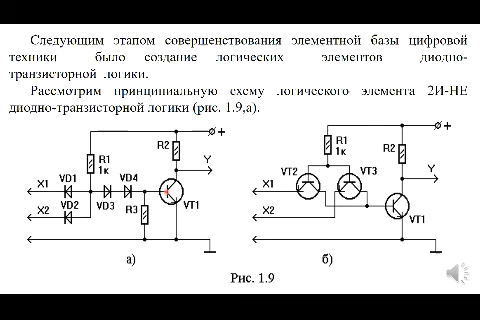 Следующим этапом совершенствования элементной базы цифровой
техники было создание логических элементов диодно-
транзисторной логики.
Рассмотрим принципиальную схему логического элемента 2И-НЕ
диодно-транзисторной логики (рис. 1.9,а).
+
R1
1к
R2
Y
X1
VD1
VD4
X2
VD2
VD3
R3
VT1
а)
+
R1
1к
R2
VT2
VT3
Y
X1
X2
VT1
б)
Рис. 1.9